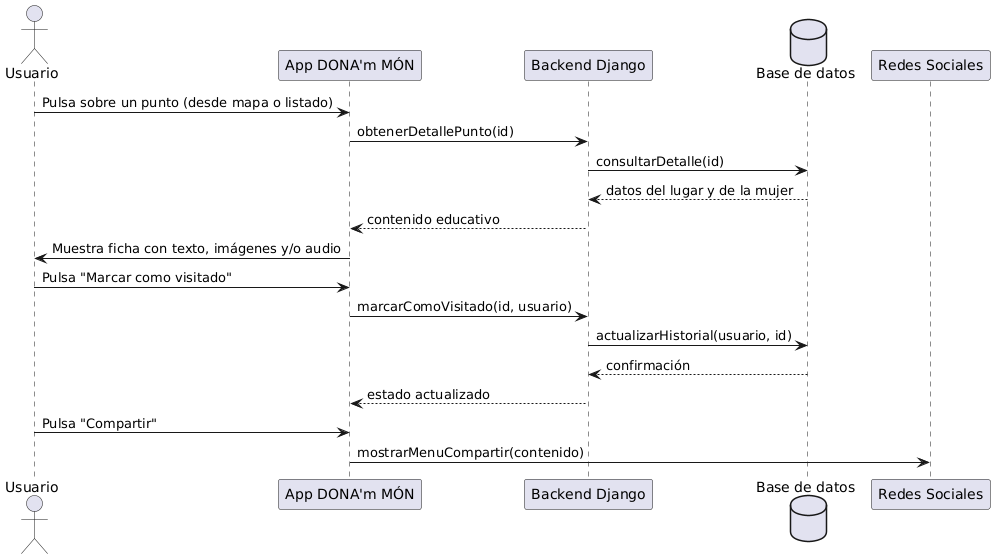 Usuario
App DONA'm MÓN
Backend Django
Base de datos
Redes Sociales
Pulsa sobre un punto (desde mapa o listado)
obtenerDetallePunto(id)
consultarDetalle(id)
datos del lugar y de la mujer
contenido educativo
Muestra ficha con texto, imágenes y/o audio
Pulsa "Marcar como visitado"
marcarComoVisitado(id, usuario)
actualizarHistorial(usuario, id)
confirmación
estado actualizado
Pulsa "Compartir"
mostrarMenuCompartir(contenido)
Usuario
App DONA'm MÓN
Backend Django
Base de datos
Redes Sociales